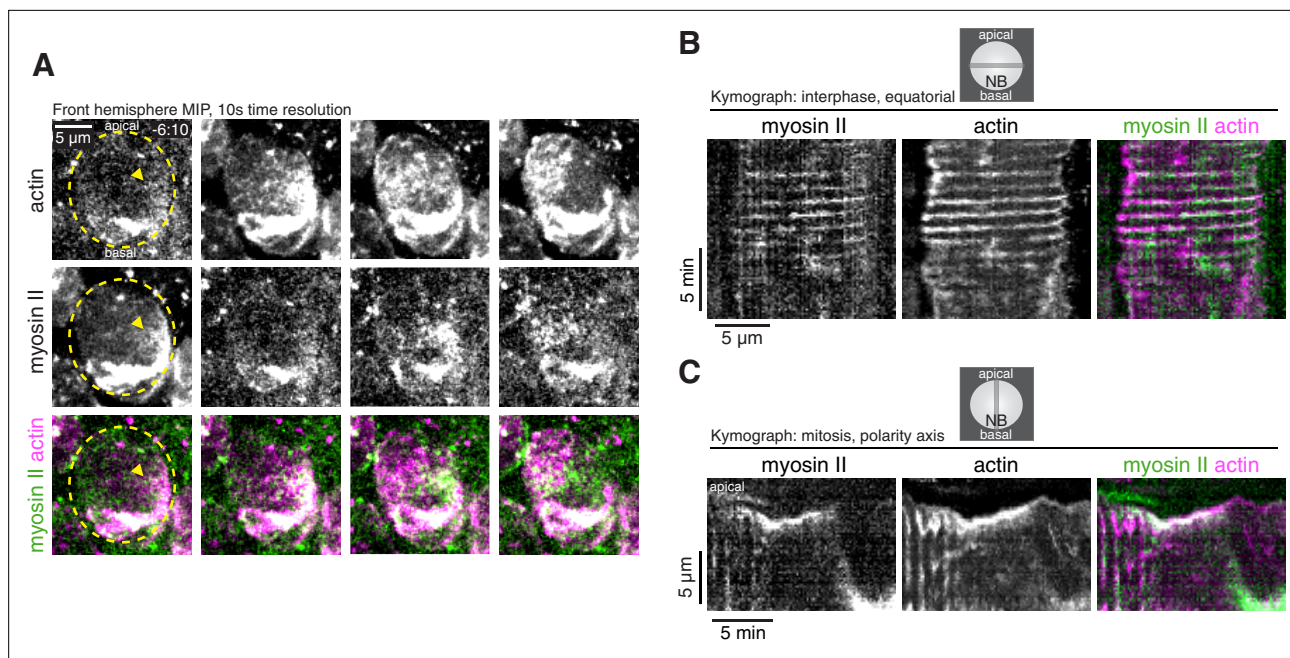 A
Front hemisphere MIP, 10s time resolution
5 µm
apical
-6:10
basal
actin
myosin II
myosin II actin
B
apical
NB
basal
Kymograph: interphase, equatorial
myosin II
actin
myosin II actin
5 min
5 µm
C
apical
NB
basal
Kymograph: mitosis, polarity axis
myosin II
actin
myosin II actin
apical
5 µm
5 min